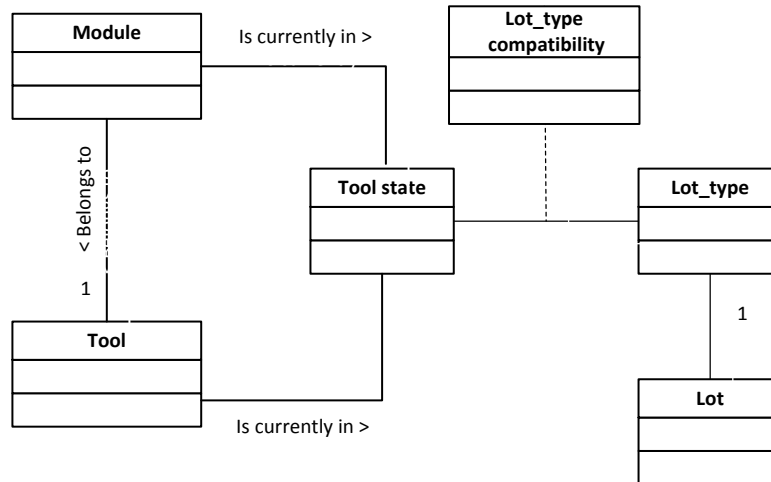 Module
Is currently in >
Lot_type
compatibility
< Belongs to
Tool state
Lot_type
1
1
Tool
Lot
Is currently in >